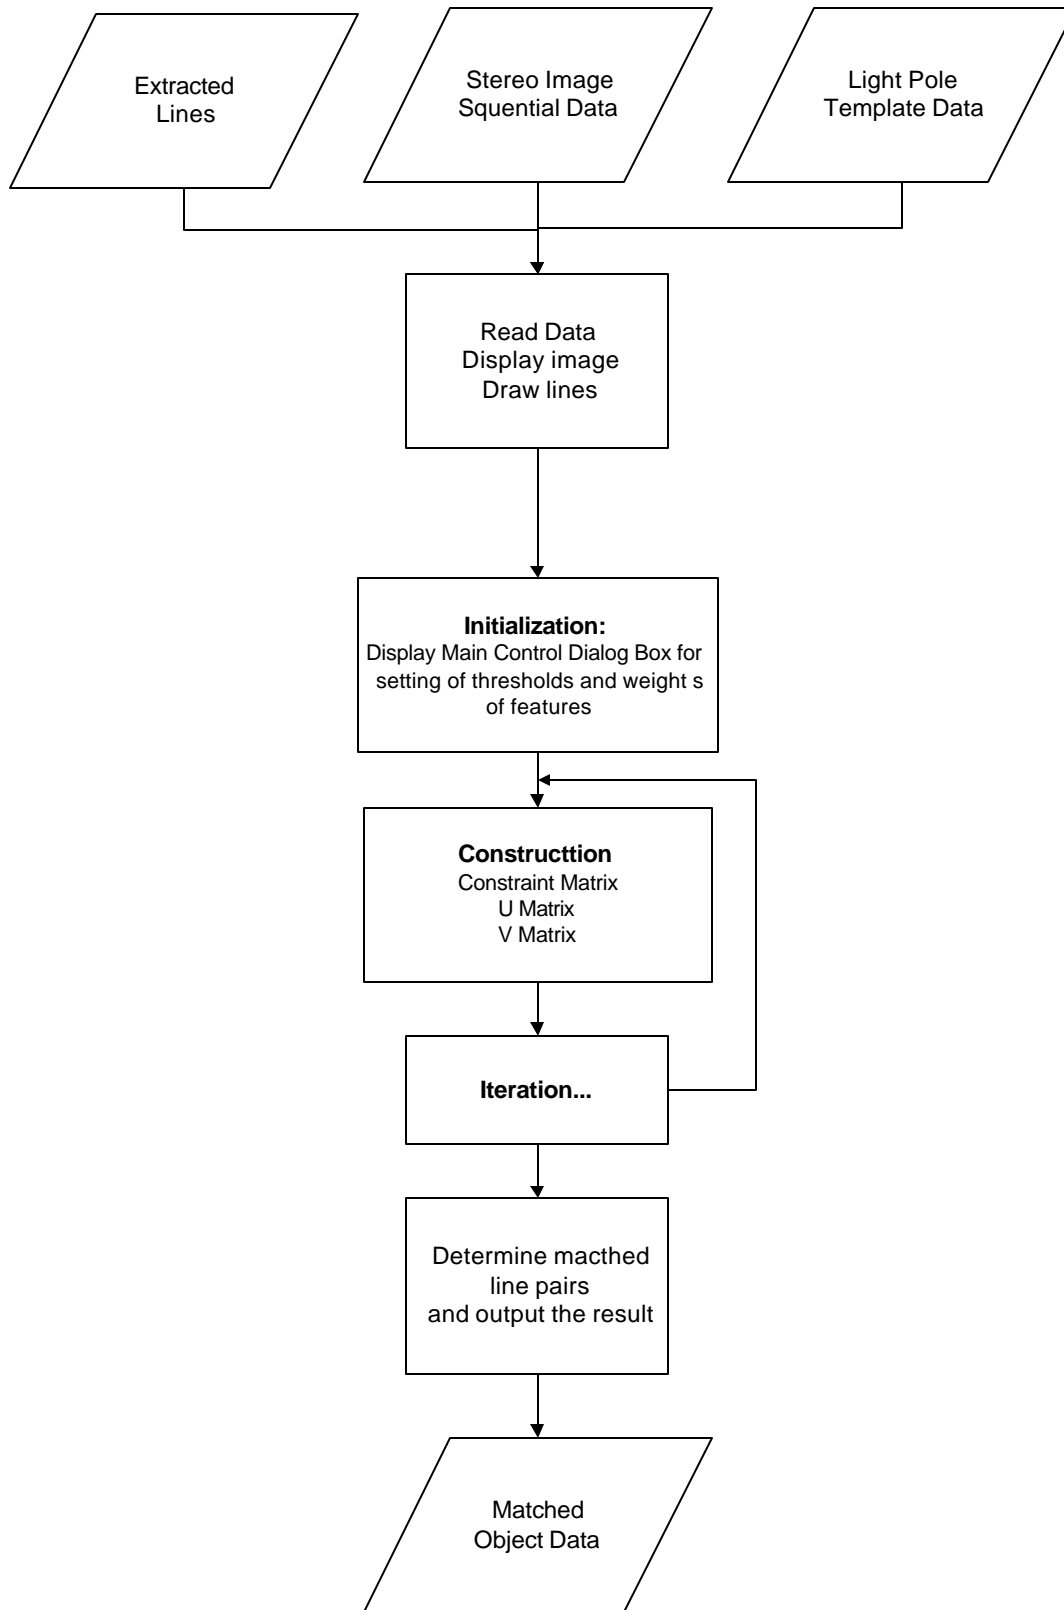 Extracted
Lines
Stereo Image
Squential Data
Light Pole
Template Data
Read Data
Display image
Draw lines
Initialization:
Display Main Control Dialog Box for
setting of thresholds and weight s
of features
Constructtion
Constraint Matrix
U Matrix
V Matrix
Iteration...
Determine macthed
line pairs
and output the result
Matched
Object Data